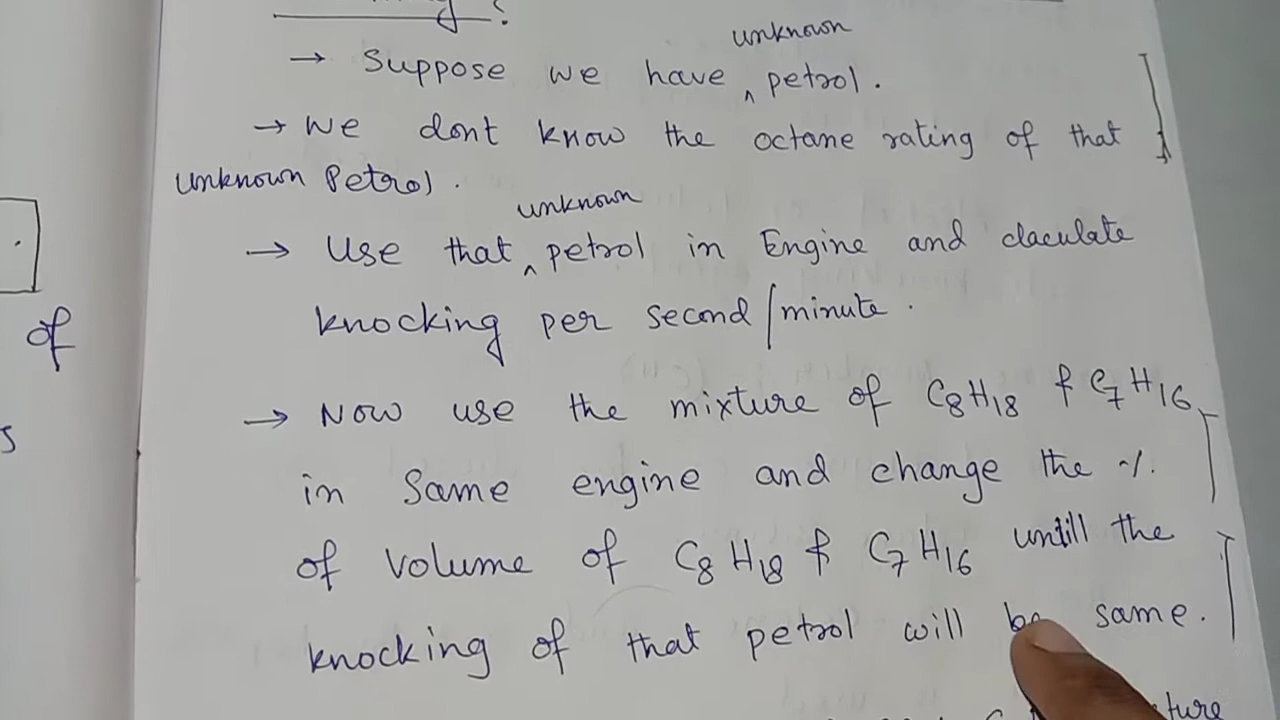 unknown
→ Suppose we have ^ petrol.
→ We dont know the octane rating of that
unknown Petrol.
unknown
→ Use that ^ petrol in Engine and claculate
knocking per second/minute.
→ Now use the mixture of C8H18 & C7H16
in Same engine and change the %.
of volume of C8H18 & C7H16 untill the
knocking of that petrol will be same.
of
s